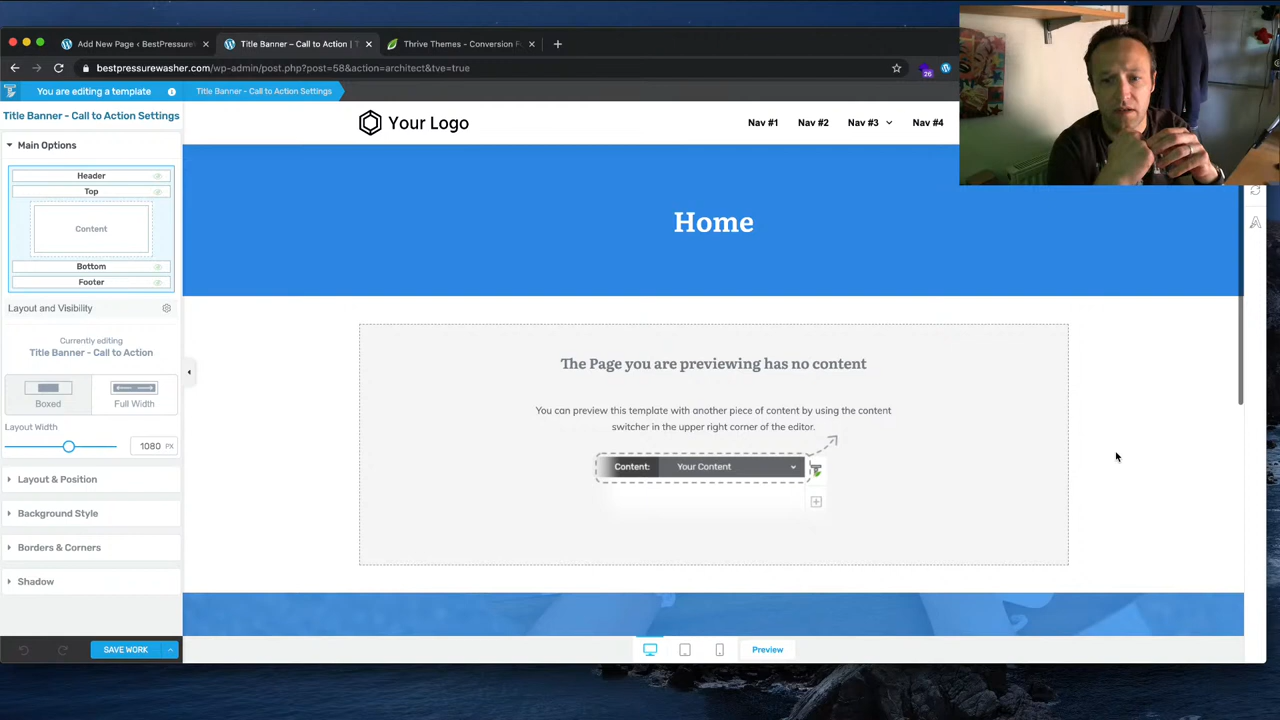 Add New Page ‹ BestPressure
Title Banner – Call to Action | T
Thrive Themes - Conversion F
bestpressurewasher.com/wp-admin/post.php?post=58&action=architect&tve=true
26
You are editing a template
Title Banner - Call to Action Settings
Title Banner - Call to Action Settings
Main Options
Header
Top
Content
Bottom
Footer
Layout and Visibility
Currently editing
Title Banner - Call to Action
Boxed
Full Width
Layout Width
1080 PX
Layout & Position
Background Style
Borders & Corners
Shadow
SAVE WORK
Your Logo
Nav #1
Nav #2
Nav #3
Nav #4
Home
The Page you are previewing has no content
You can preview this template with another piece of content by using the content
switcher in the upper right corner of the editor.
Content:
Your Content
Preview